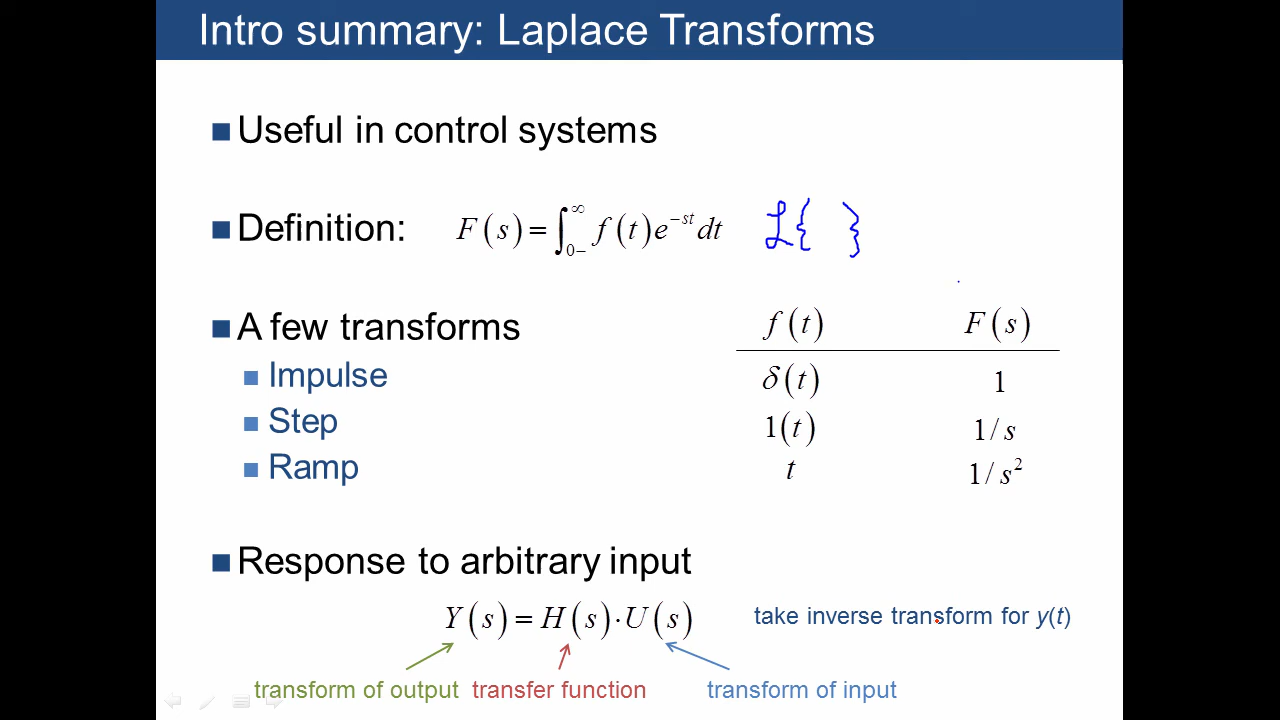 Intro summary: Laplace Transforms
Useful in control systems
Definition: F(s) = ∫₀₋^∞ f(t)e^{-st} dt ℒ{ }
A few transforms f(t) F(s)
Impulse δ(t) 1
Step 1(t) 1/s
Ramp t 1/s²
Response to arbitrary input
Y(s) = H(s)·U(s) take inverse transform for y(t)
transform of output transfer function transform of input